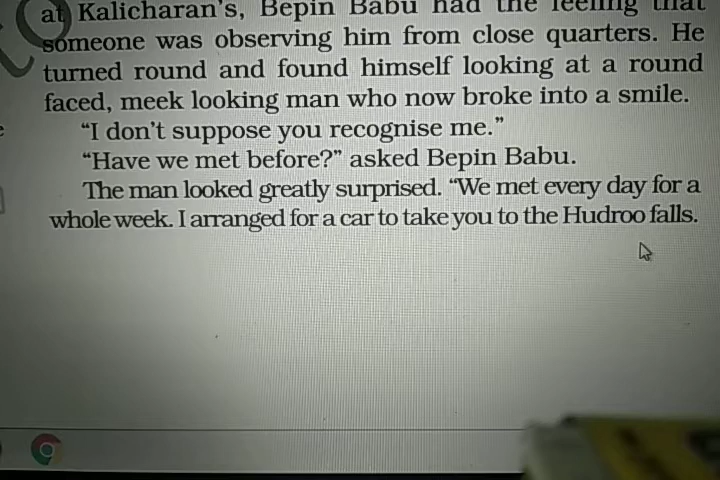 at Kalicharan's, Bepin Babu had the feeling that
someone was observing him from close quarters. He
turned round and found himself looking at a round
faced, meek looking man who now broke into a smile.
“I don't suppose you recognise me.”
“Have we met before?” asked Bepin Babu.
The man looked greatly surprised. “We met every day for a
whole week. I arranged for a car to take you to the Hudroo falls.